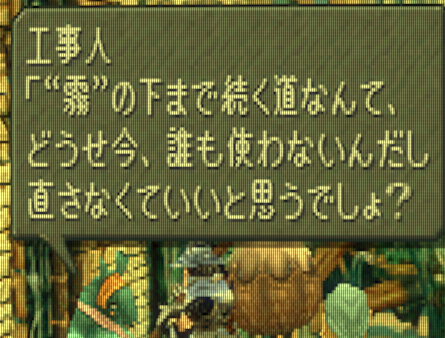 工事人
「“霧”の下まで続く道なんて、
どうせ今、誰も使わないんだし
直さなくていいと思うでしょ？